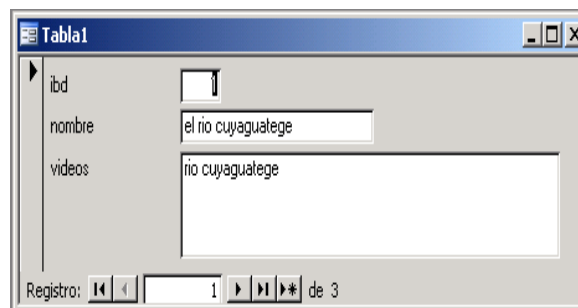 Tabla1
ibd 1
nombre el rio cuyaguatege
videos rio cuyaguatege
Registro: 1 de 3